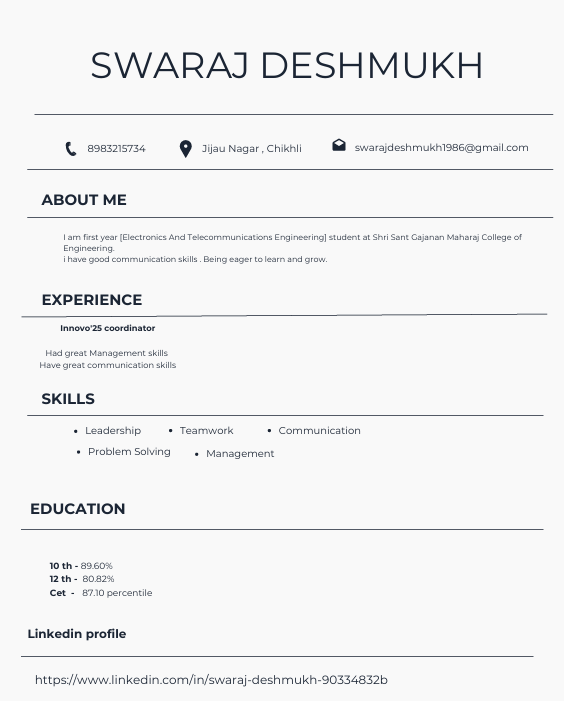 SWARAJ DESHMUKH
8983215734 Jijau Nagar , Chikhli swarajdeshmukh1986@gmail.com
ABOUT ME
I am first year [Electronics And Telecommunications Engineering] student at Shri Sant Gajanan Maharaj College of
Engineering.
i have good communication skills . Being eager to learn and grow.
EXPERIENCE
Innovo'25 coordinator
Had great Management skills
Have great communication skills
SKILLS
• Leadership • Teamwork • Communication
• Problem Solving • Management
EDUCATION
10 th - 89.60%
12 th - 80.82%
Cet - 87.10 percentile
Linkedin profile
https://www.linkedin.com/in/swaraj-deshmukh-90334832b